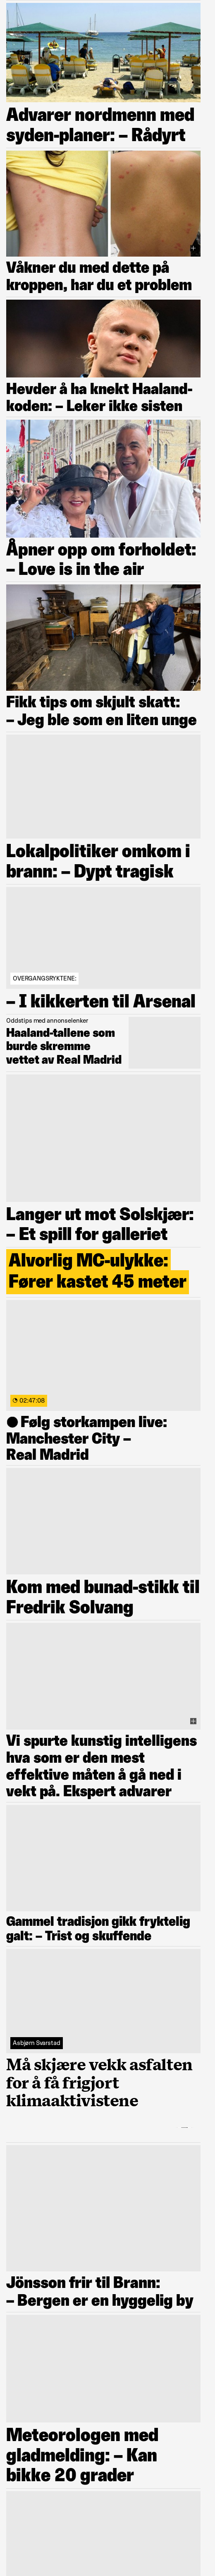 Advarer nordmenn med
syden-planer: – Rådyrt
Våkner du med dette på
kroppen, har du et problem
Hevder å ha knekt Haaland-
koden: – Leker ikke sisten
Åpner opp om forholdet:
– Love is in the air
Fikk tips om skjult skatt:
– Jeg ble som en liten unge
Lokalpolitiker omkom i
brann: – Dypt tragisk
OVERGANGSRYKTENE:
– I kikkerten til Arsenal
Oddstips med annonselenker
Haaland-tallene som
burde skremme
vettet av Real Madrid
Langer ut mot Solskjær:
– Et spill for galleriet
Alvorlig MC-ulykke:
Fører kastet 45 meter
02:47:08
Følg storkampen live:
Manchester City –
Real Madrid
Kom med bunad-stikk til
Fredrik Solvang
Vi spurte kunstig intelligens
hva som er den mest
effektive måten å gå ned i
vekt på. Ekspert advarer
Gammel tradisjon gikk fryktelig
galt: – Trist og skuffende
Asbjørn Svarstad
Må skjære vekk asfalten
for å få frigjort
klimaaktivistene
Jönsson frir til Brann:
– Bergen er en hyggelig by
Meteorologen med
gladmelding: – Kan
bikke 20 grader